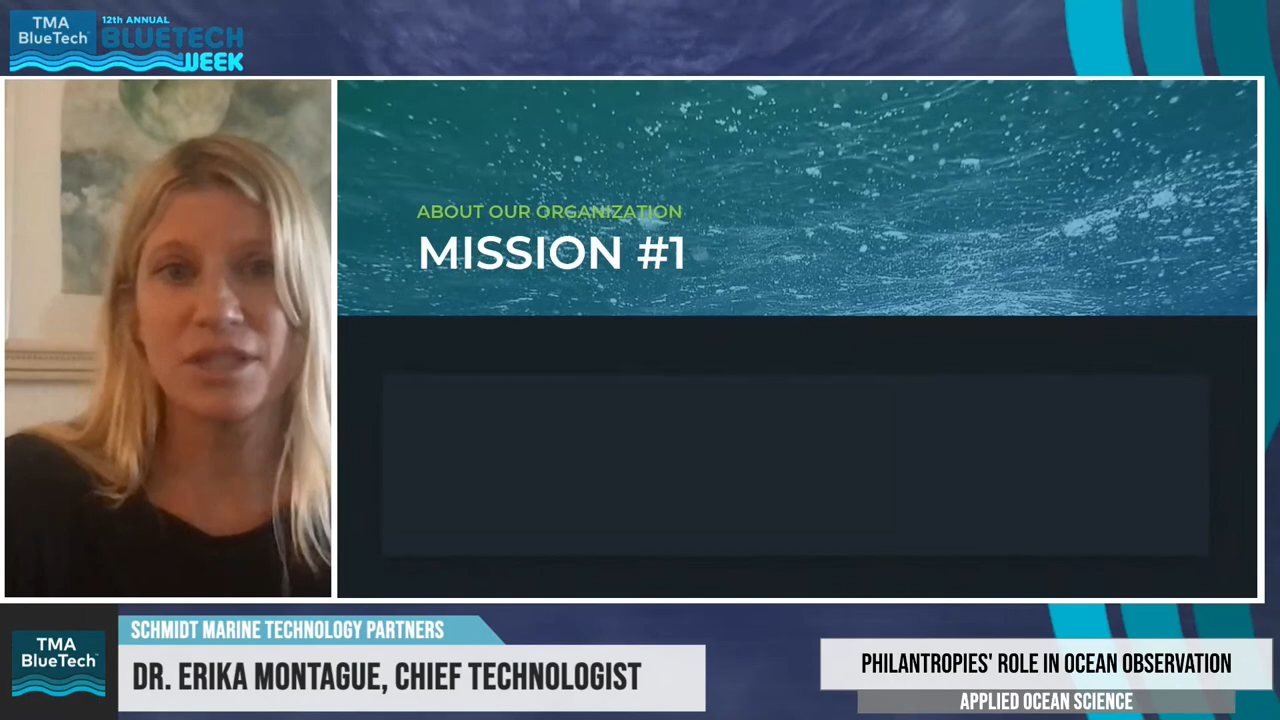 TMA
BlueTech
12th ANNUAL
BLUETECH
WEEK
ABOUT OUR ORGANIZATION
MISSION #1
TMA
BlueTech
SCHMIDT MARINE TECHNOLOGY PARTNERS
DR. ERIKA MONTAGUE, CHIEF TECHNOLOGIST
PHILANTROPIES' ROLE IN OCEAN OBSERVATION
APPLIED OCEAN SCIENCE